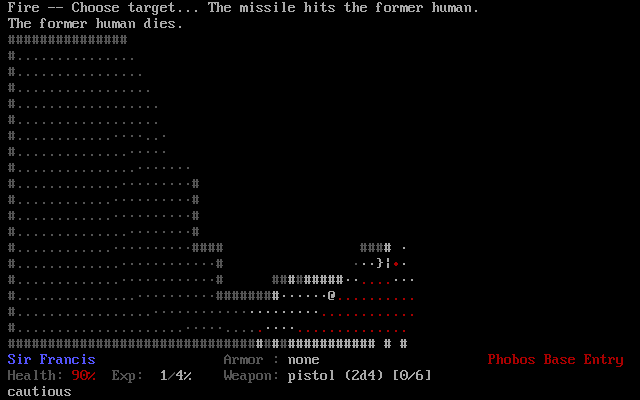 Fire -- Choose target... The missile hits the former human.
The former human dies.
Sir Francis Armor : none Phobos Base Entry
Health: 90% Exp: 1/4% Weapon: pistol (2d4) [0/6]
cautious